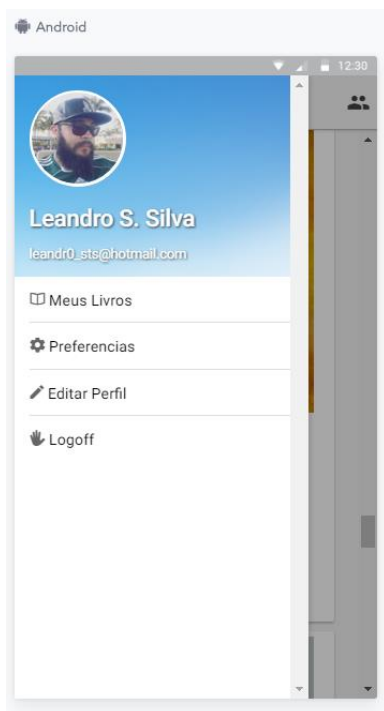 Android
12:30
Leandro S. Silva
leandr0_sts@hotmail.com
Meus Livros
Preferencias
Editar Perfil
Logoff